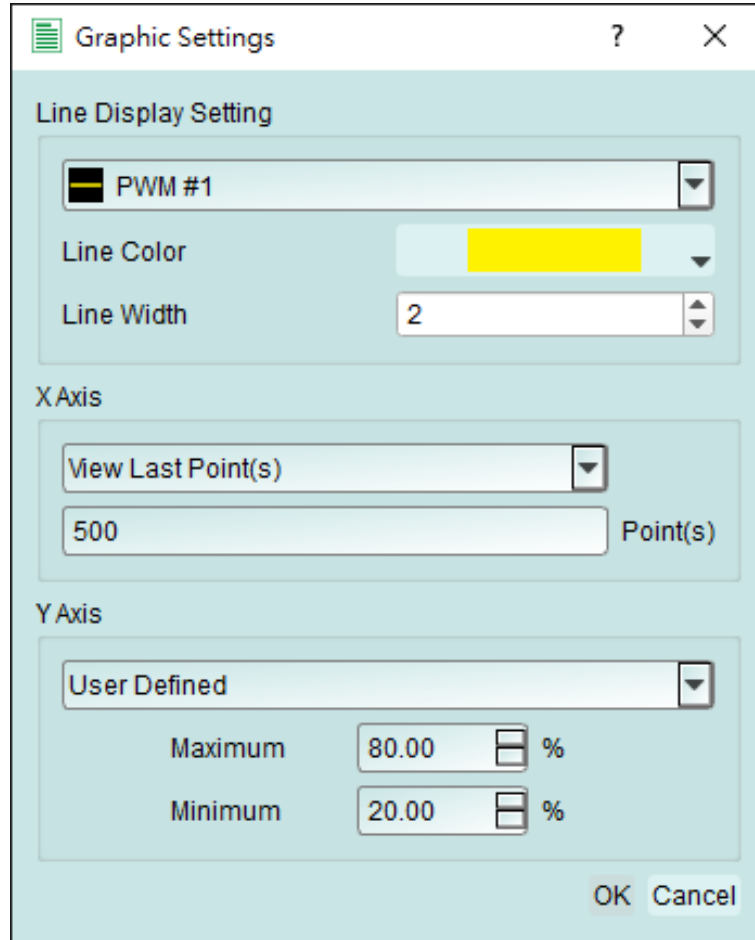 Graphic Settings ?
Line Display Setting
PWM #1
Line Color
Line Width 2
X Axis
View Last Point(s)
500 Point(s)
Y Axis
User Defined
Maximum 80.00 %
Minimum 20.00 %
OK Cancel